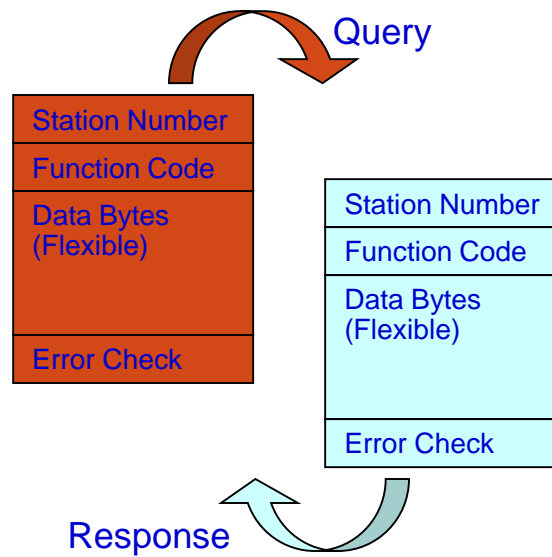 Query
Station Number
Function Code
Data Bytes
(Flexible)
Error Check
Station Number
Function Code
Data Bytes
(Flexible)
Error Check
Response